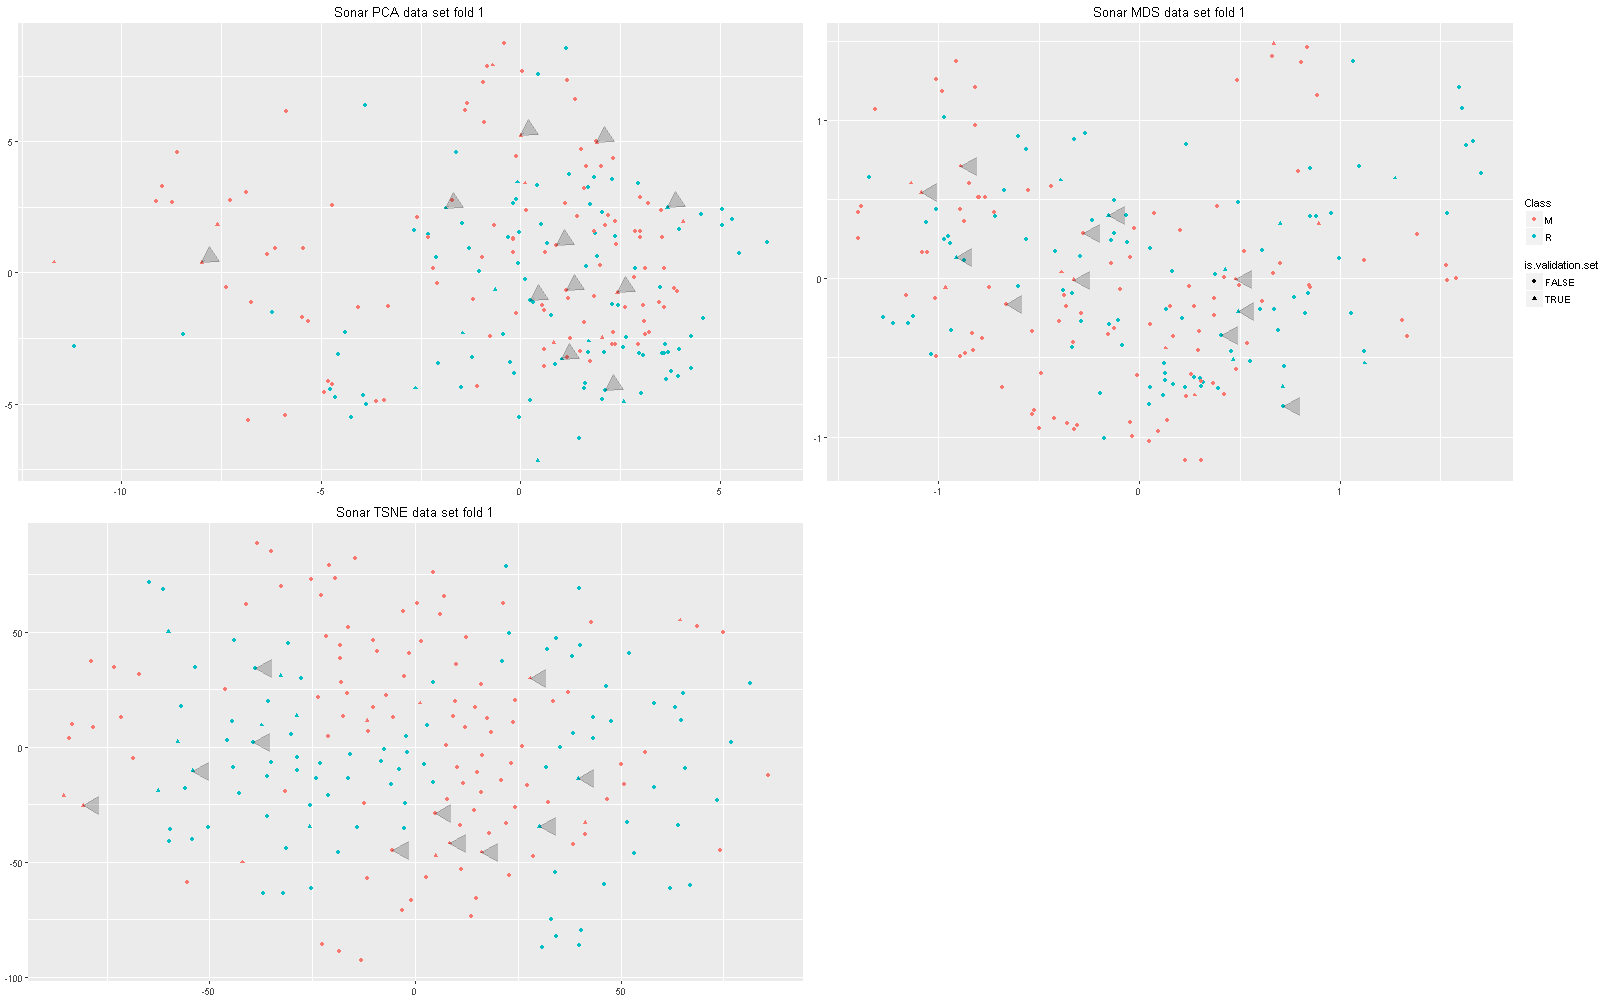 Sonar PCA data set fold 1
5
0
-5
-10
-5
0
5
Sonar MDS data set fold 1
1
0
-1
-1
0
1
Class
M
R
is.validation.set
FALSE
TRUE
Sonar TSNE data set fold 1
50
0
-50
-100
-50
0
50